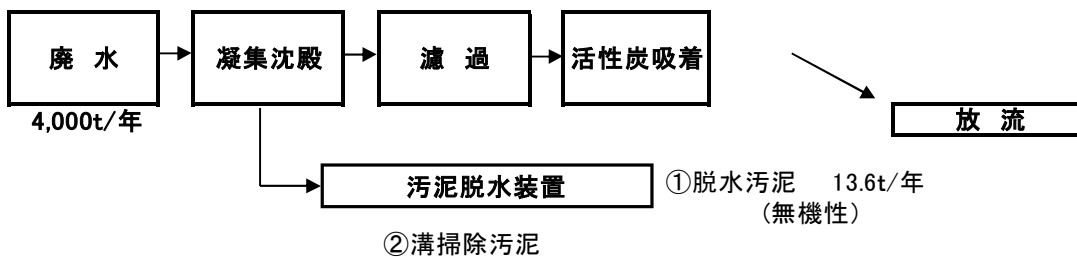 廃 水
凝集沈殿
濾 過
活性炭吸着
4,000t/年
放 流
汚泥脱水装置
①脱水汚泥 13.6t/年
(無機性)
②溝掃除汚泥